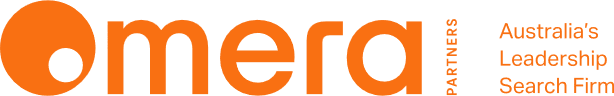 Omera
PARTNERS
Australia's
Leadership
Search Firm